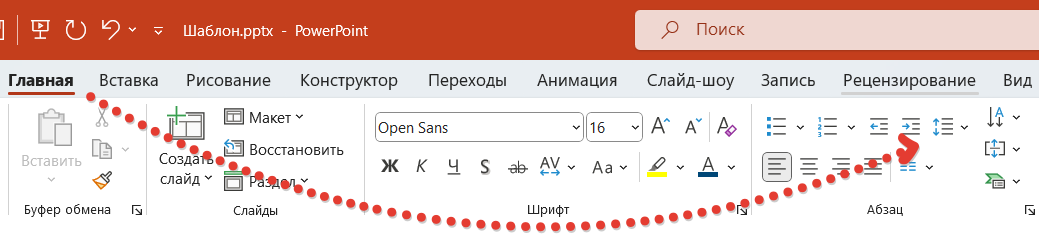 Шаблон.pptx - PowerPoint
Поиск
Главная Вставка Рисование Конструктор Переходы Анимация Слайд-шоу Запись Рецензирование Вид
Вставить
Буфер обмена
Создать слайд
Макет
Восстановить
Раздел
Слайды
Open Sans 16
Ж К Ч S ab AV Aa A
Шрифт
Абзац